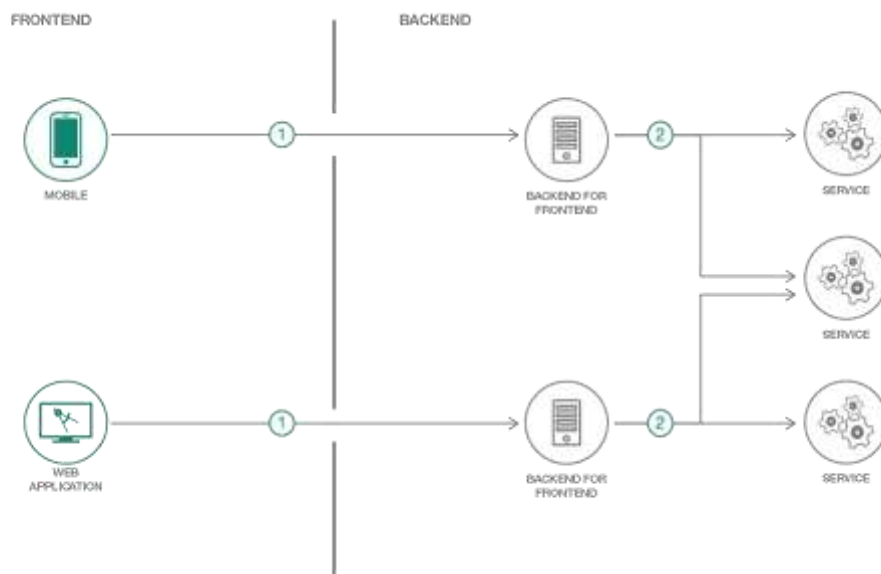 FRONTEND
BACKEND
1
2
MOBILE
BACKEND FOR
FRONTEND
SERVICE
SERVICE
1
2
WEB
APPLICATION
BACKEND FOR
FRONTEND
SERVICE